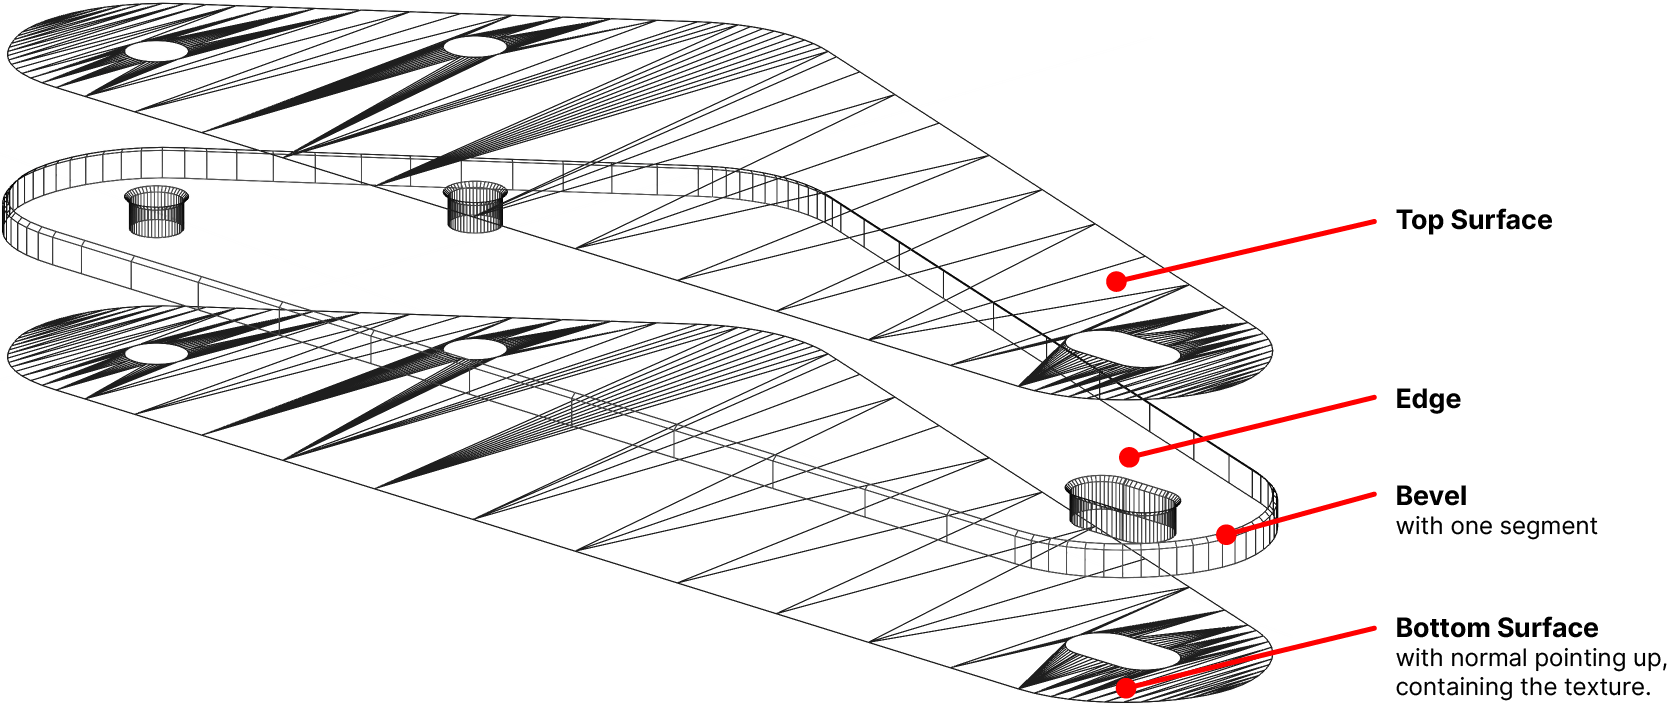 Top Surface
Edge
Bevel
with one segment
Bottom Surface
with normal pointing up,
containing the texture.